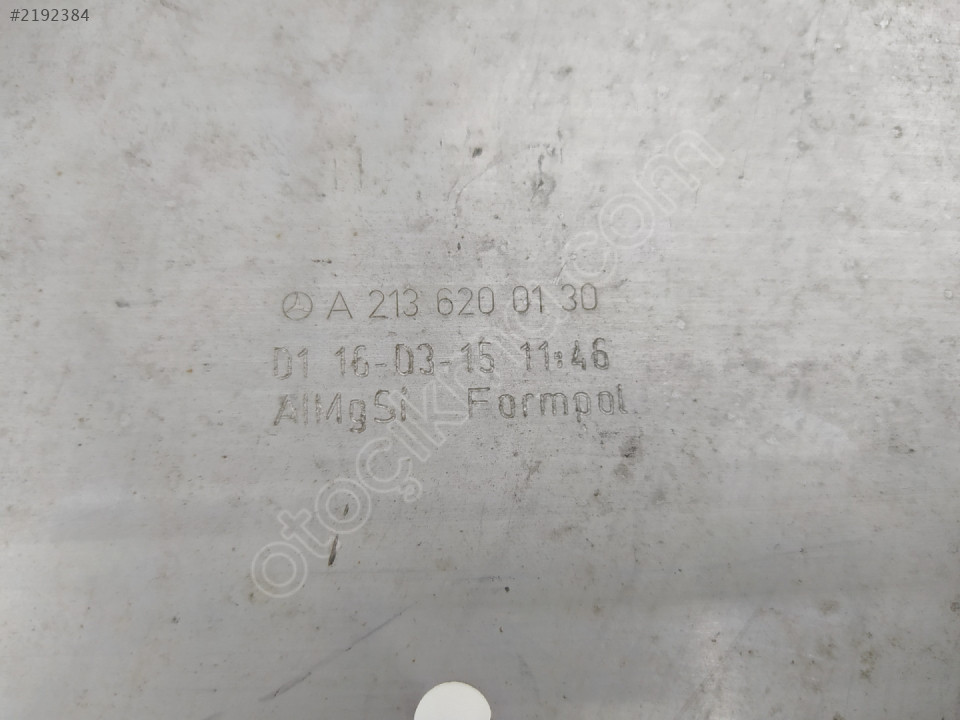 #2192384
A 213 620 01 30
D1 16-03-15 11:46
AlMgSi Formpol
otoçıkma.com